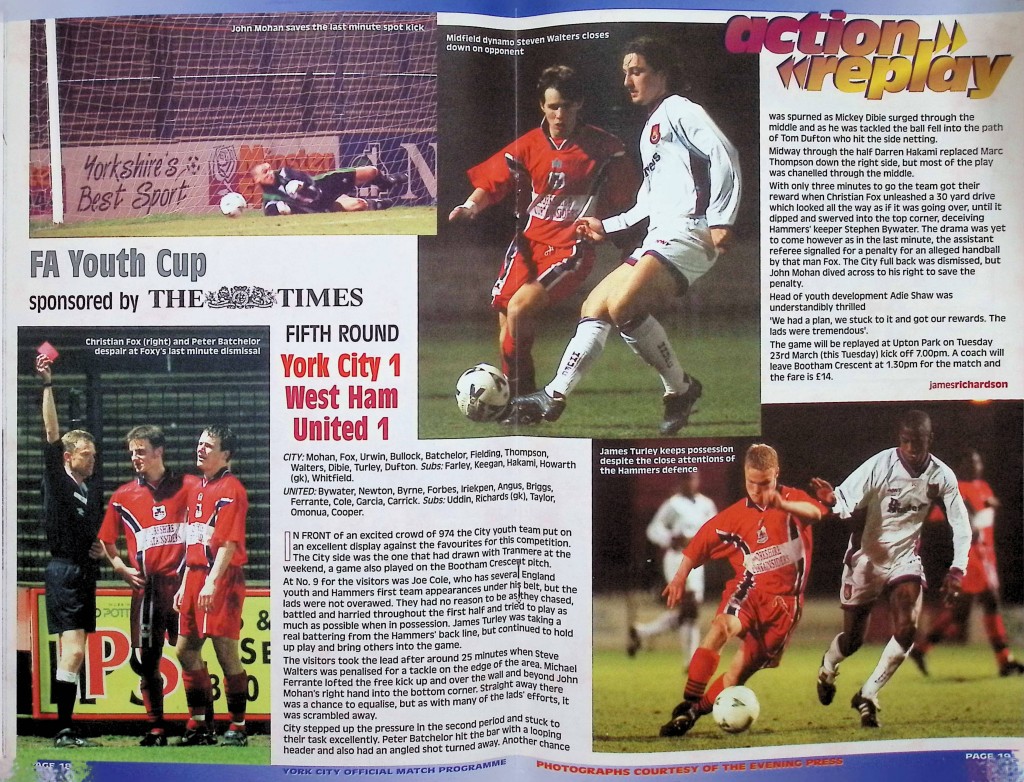 John Mohan saves the last minute spot kick
Yorkshire's
Best Sport
FA Youth Cup
sponsored by THE TIMES
Christian Fox (right) and Peter Batchelor
despair at Foxy's last minute dismissal
FIFTH ROUND
York City 1
West Ham
United 1
CITY: Mohan, Fox, Urwin, Bullock, Batchelor, Fielding, Thompson,
Walters, Dibie, Turley, Dufton. Subs: Farley, Keegan, Hakami, Howarth
(gk), Whitfield.
UNITED: Bywater, Newton, Byrne, Forbes, Iriekpen, Angus, Briggs,
Ferrante, Cole, Garcia, Carrick. Subs: Uddin, Richards (gk), Taylor,
Omonua, Cooper.
IN FRONT of an excited crowd of 974 the City youth team put on
an excellent display against the favourites for this competition.
The City side was the one that had drawn with Tranmere at the
weekend, a game also played on the Bootham Crescent pitch.
At No. 9 for the visitors was Joe Cole, who has several England
youth and Hammers first team appearances under his belt, but the
lads were not overawed. They had no reason to be as they chased,
battled and harried throughout the first half and tried to play as
much as possible when in possession. James Turley was taking a
real battering from the Hammers' back line, but continued to hold
up play and bring others into the game.
The visitors took the lead after around 25 minutes when Steve
Walters was penalised for a tackle on the edge of the area. Michael
Ferrante lofted the free kick up and over the wall and beyond John
Mohan's right hand into the bottom corner. Straight away there
was a chance to equalise, but as with many of the lads' efforts, it
was scrambled away.
City stepped up the pressure in the second period and stuck to
their task excellently. Peter Batchelor hit the bar with a looping
header and also had an angled shot turned away. Another chance
Midfield dynamo Steven Walters closes
down on opponent
action
replay
was spurned as Mickey Dibie surged through the
middle and as he was tackled the ball fell into the path
of Tom Dufton who hit the side netting.
Midway through the half Darren Hakami replaced Marc
Thompson down the right side, but most of the play
was chanelled through the middle.
With only three minutes to go the team got their
reward when Christian Fox unleashed a 30 yard drive
which looked all the way as if it was going over, until it
dipped and swerved into the top corner, deceiving
Hammers' keeper Stephen Bywater. The drama was yet
to come however as in the last minute, the assistant
referee signalled for a penalty for an alleged handball
by that man Fox. The City full back was dismissed, but
John Mohan dived across to his right to save the
penalty.
Head of youth development Adie Shaw was
understandibly thrilled
'We had a plan, we stuck to it and got our rewards. The
lads were tremendous'.
The game will be replayed at Upton Park on Tuesday
23rd March (this Tuesday) kick off 7.00pm. A coach will
leave Bootham Crescent at 1.30pm for the match and
the fare is £14.
jamesrichardson
James Turley keeps possession
despite the close attentions of
the Hammers defence
PAGE 18
YORK CITY OFFICIAL MATCH PROGRAMME
PHOTOGRAPHS COURTESY OF THE EVENING PRESS
PAGE 19